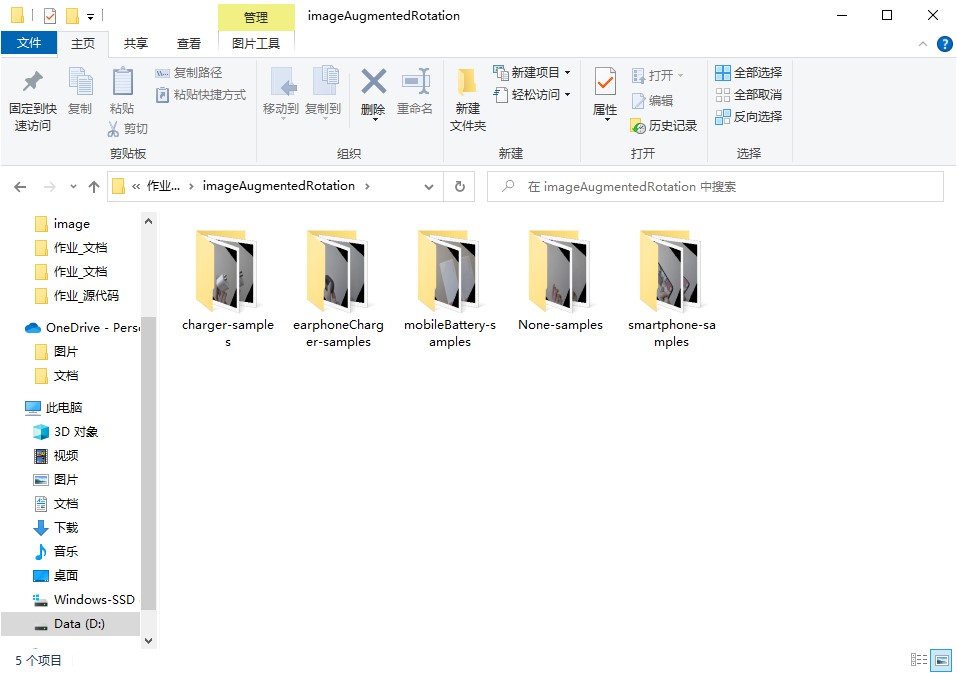 管理
imageAugmentedRotation
文件
主页
共享
查看
图片工具
固定到快
速访问
复制
粘贴
复制路径
粘贴快捷方式
剪切
剪贴板
移动到
复制到
删除
重命名
组织
新建
文件夹
新建项目
轻松访问
新建
属性
打开
编辑
历史记录
打开
全部选择
全部取消
反向选择
选择
« 作业... › imageAugmentedRotation ›
在 imageAugmentedRotation 中搜索
image
作业_文档
作业_文档
作业_源代码
OneDrive - Pers
图片
文档
此电脑
3D 对象
视频
图片
文档
下载
音乐
桌面
Windows-SSD
Data (D:)
charger-sample
s
earphoneCharg
er-samples
mobileBattery-s
amples
None-samples
smartphone-sa
mples
5 个项目